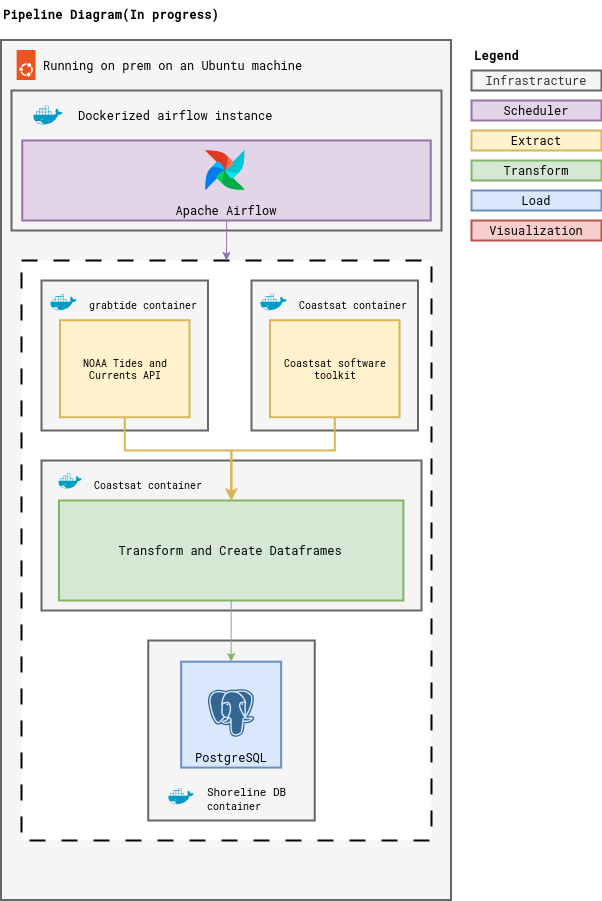 Pipeline Diagram(In progress)
Running on prem on an Ubuntu machine
Dockerized airflow instance
Apache Airflow
grabtide container
NOAA Tides and
Currents API
Coastsat container
Coastsat software
toolkit
Coastsat container
Transform and Create Dataframes
PostgreSQL
Shoreline DB
container
Legend
Infrastracture
Scheduler
Extract
Transform
Load
Visualization